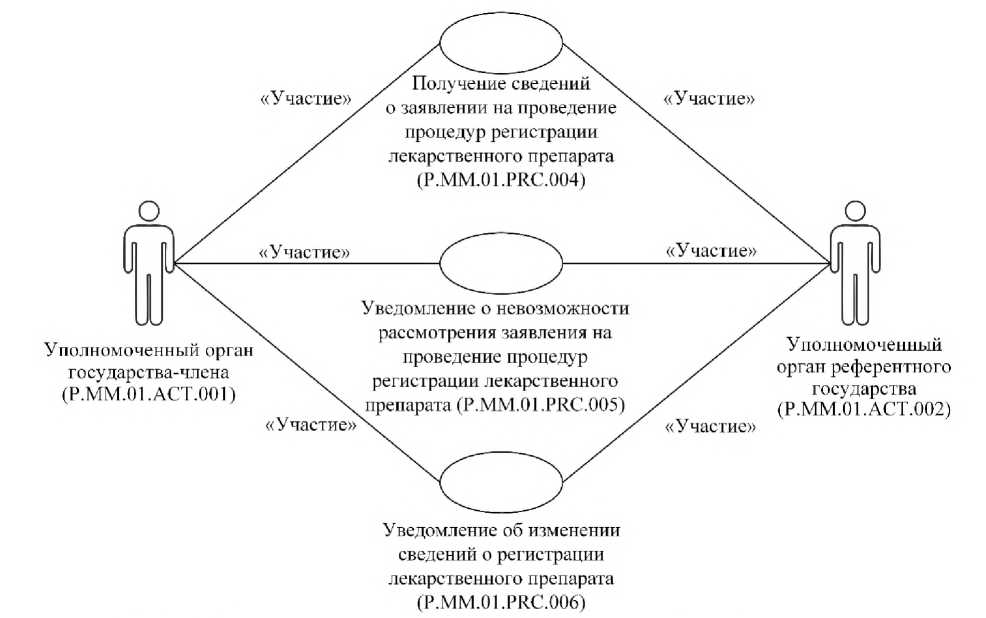 Получение сведений
о заявлении на проведение
процедур регистрации
лекарственного препарата
(P.MM.01.PRC.004)
«Участие»
«Участие»
«Участие»
«Участие»
Уведомление о невозможности
рассмотрения заявления на
проведение процедур
регистрации лекарственного
препарата (P.MM.01.PRC.005)
Уполномоченный орган
государства-члена
(P.MM.01.ACT.001)
Уполномоченный
орган референтного
государства
(P.MM.01.ACT.002)
«Участие»
«Участие»
Уведомление об изменении
сведений о регистрации
лекарственного препарата
(P.MM.01.PRC.006)